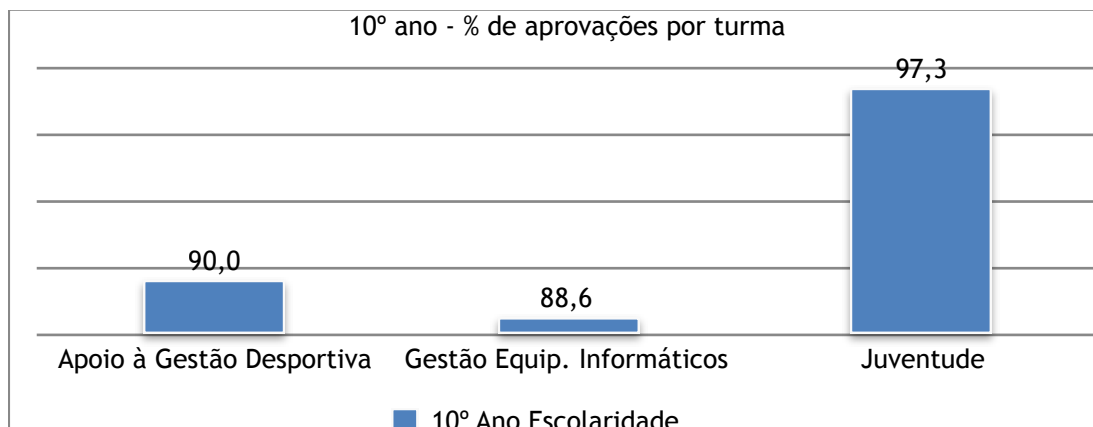 10º ano - % de aprovações por turma
97,3
90,0
88,6
Apoio à Gestão Desportiva Gestão Equip. Informáticos Juventude
10º Ano Escolaridade